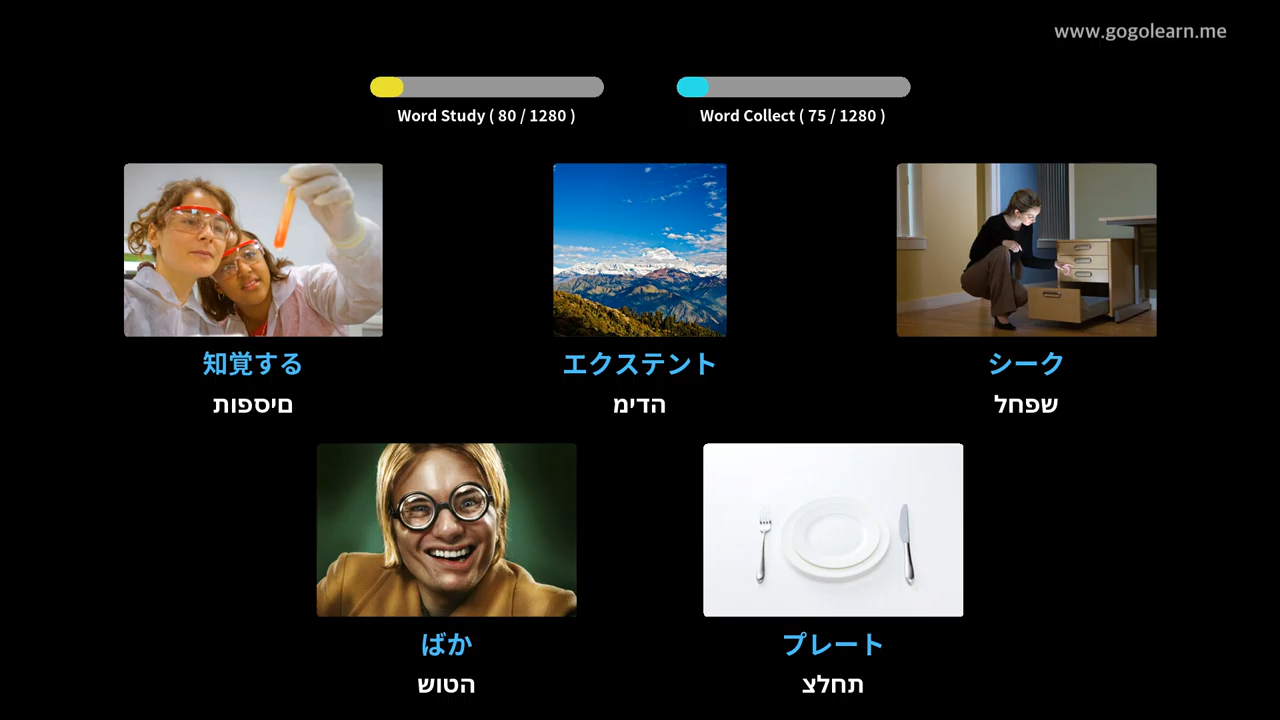 www.gogolearn.me
Word Study ( 80 / 1280 )
Word Collect ( 75 / 1280 )
知覚する
םיספות
エクステント
הדימ
シーク
שפחל
ばか
הטוש
プレート
תחלצ